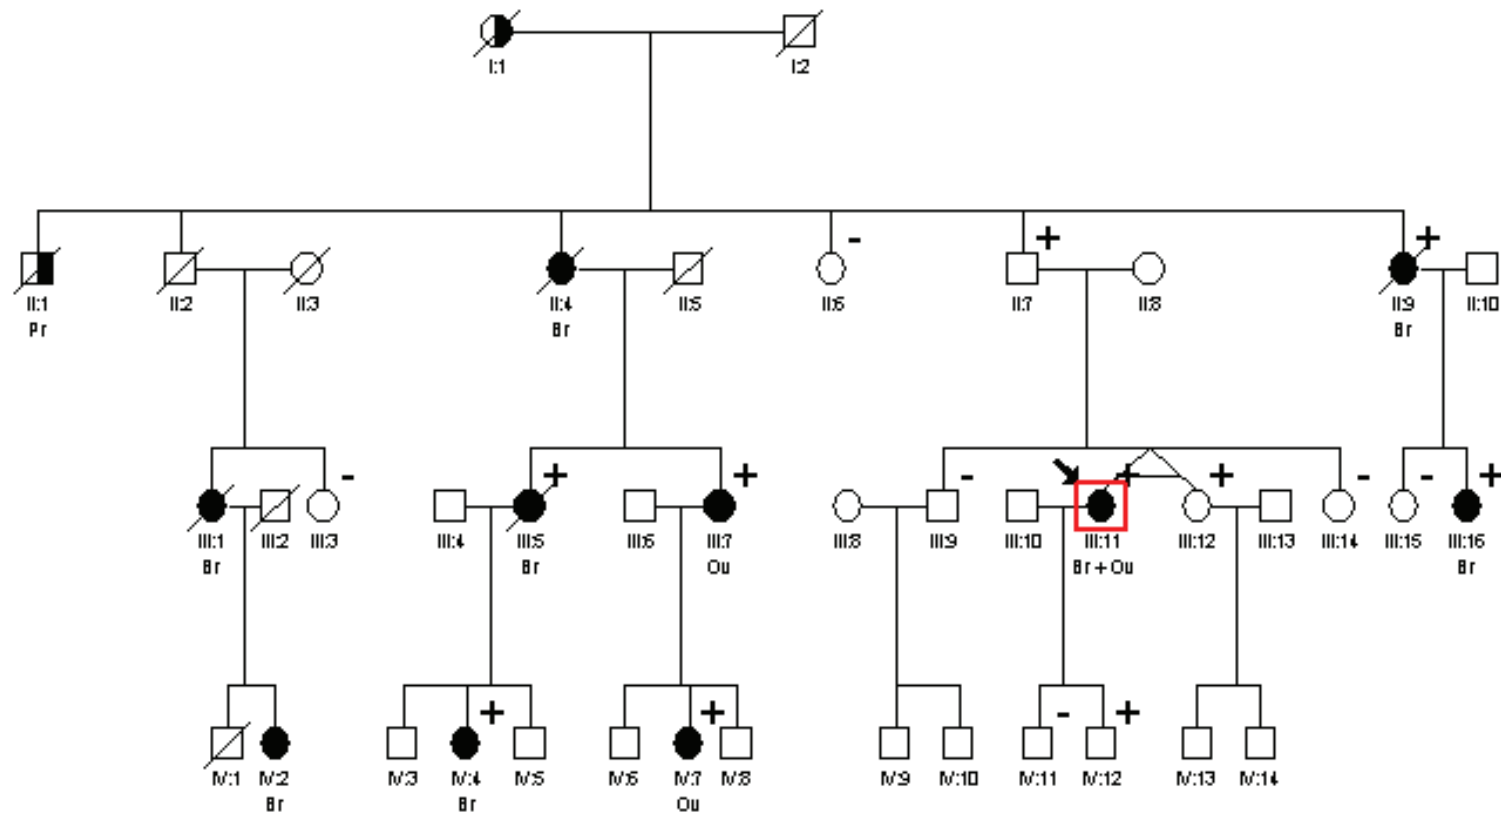 I:1 I:2
- + +
II:1 II:2 II:3 II:4 II:5 II:6 II:7 II:8 II:9 II:10
Pr Br Br
- + + - + + - - +
III:1 III:2 III:3 III:4 III:5 III:6 III:7 III:8 III:9 III:10 III:11 III:12 III:13 III:14 III:15 III:16
Br Br Ou Br + Ou Br
+ + - +
IV:1 IV:2 IV:3 IV:4 IV:5 IV:6 IV:7 IV:8 IV:9 IV:10 IV:11 IV:12 IV:13 IV:14
Br Br Ou